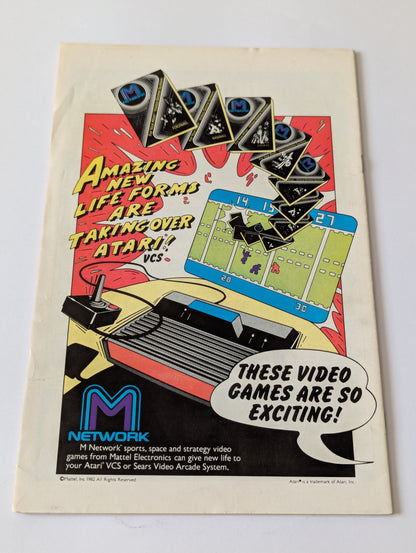 M
M
AMAZING
NEW
LIFE FORMS
ARE
TAKING OVER
ATARI!
VCS
14 15 27
28 30
THESE VIDEO
GAMES ARE SO
EXCITING!
M
NETWORK
M Network sports, space and strategy video
games from Mattel Electronics can give new life to
your Atari® VCS or Sears Video Arcade System.
©Mattel, Inc. 1982 All Rights Reserved
Atari® is a trademark of Atari, Inc.